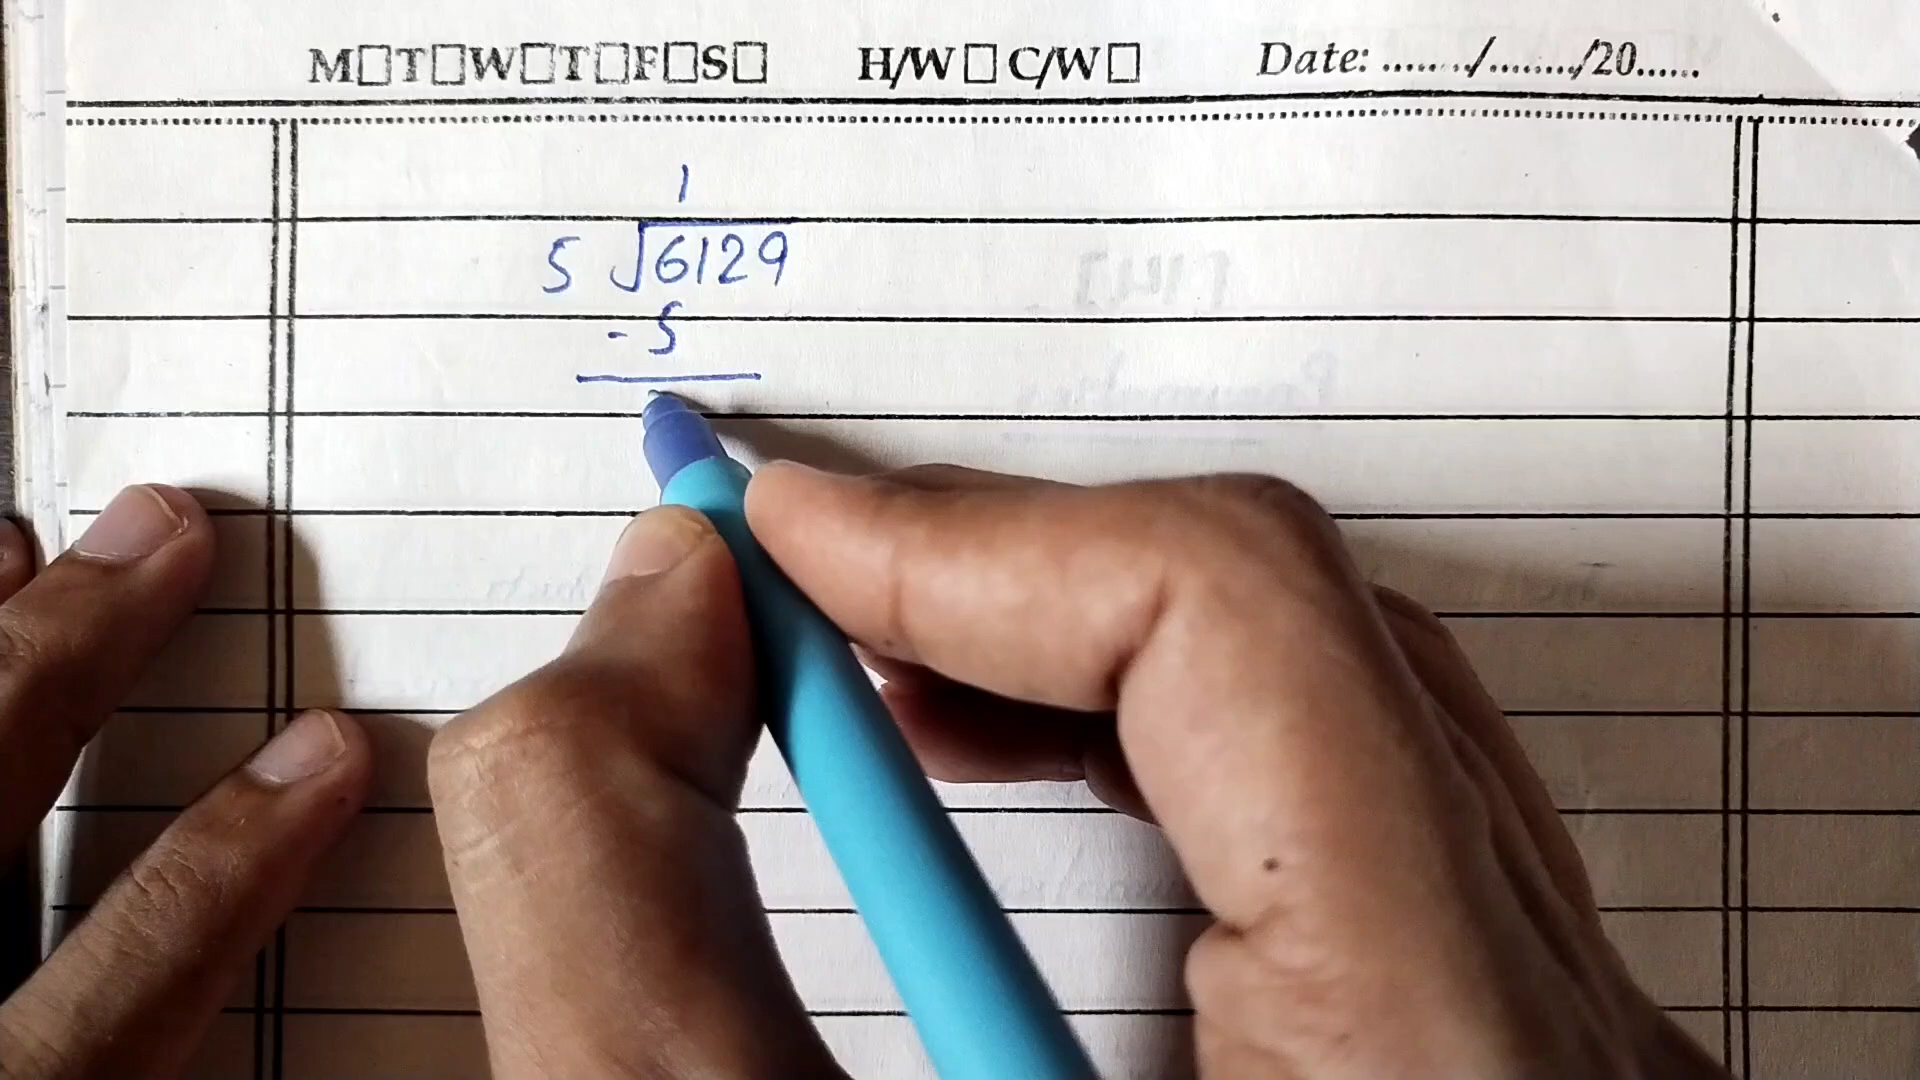 M□T□W□T□F□S□ H/W□ C/W□ Date: ......./......../20......
1
5 √6129
- 5